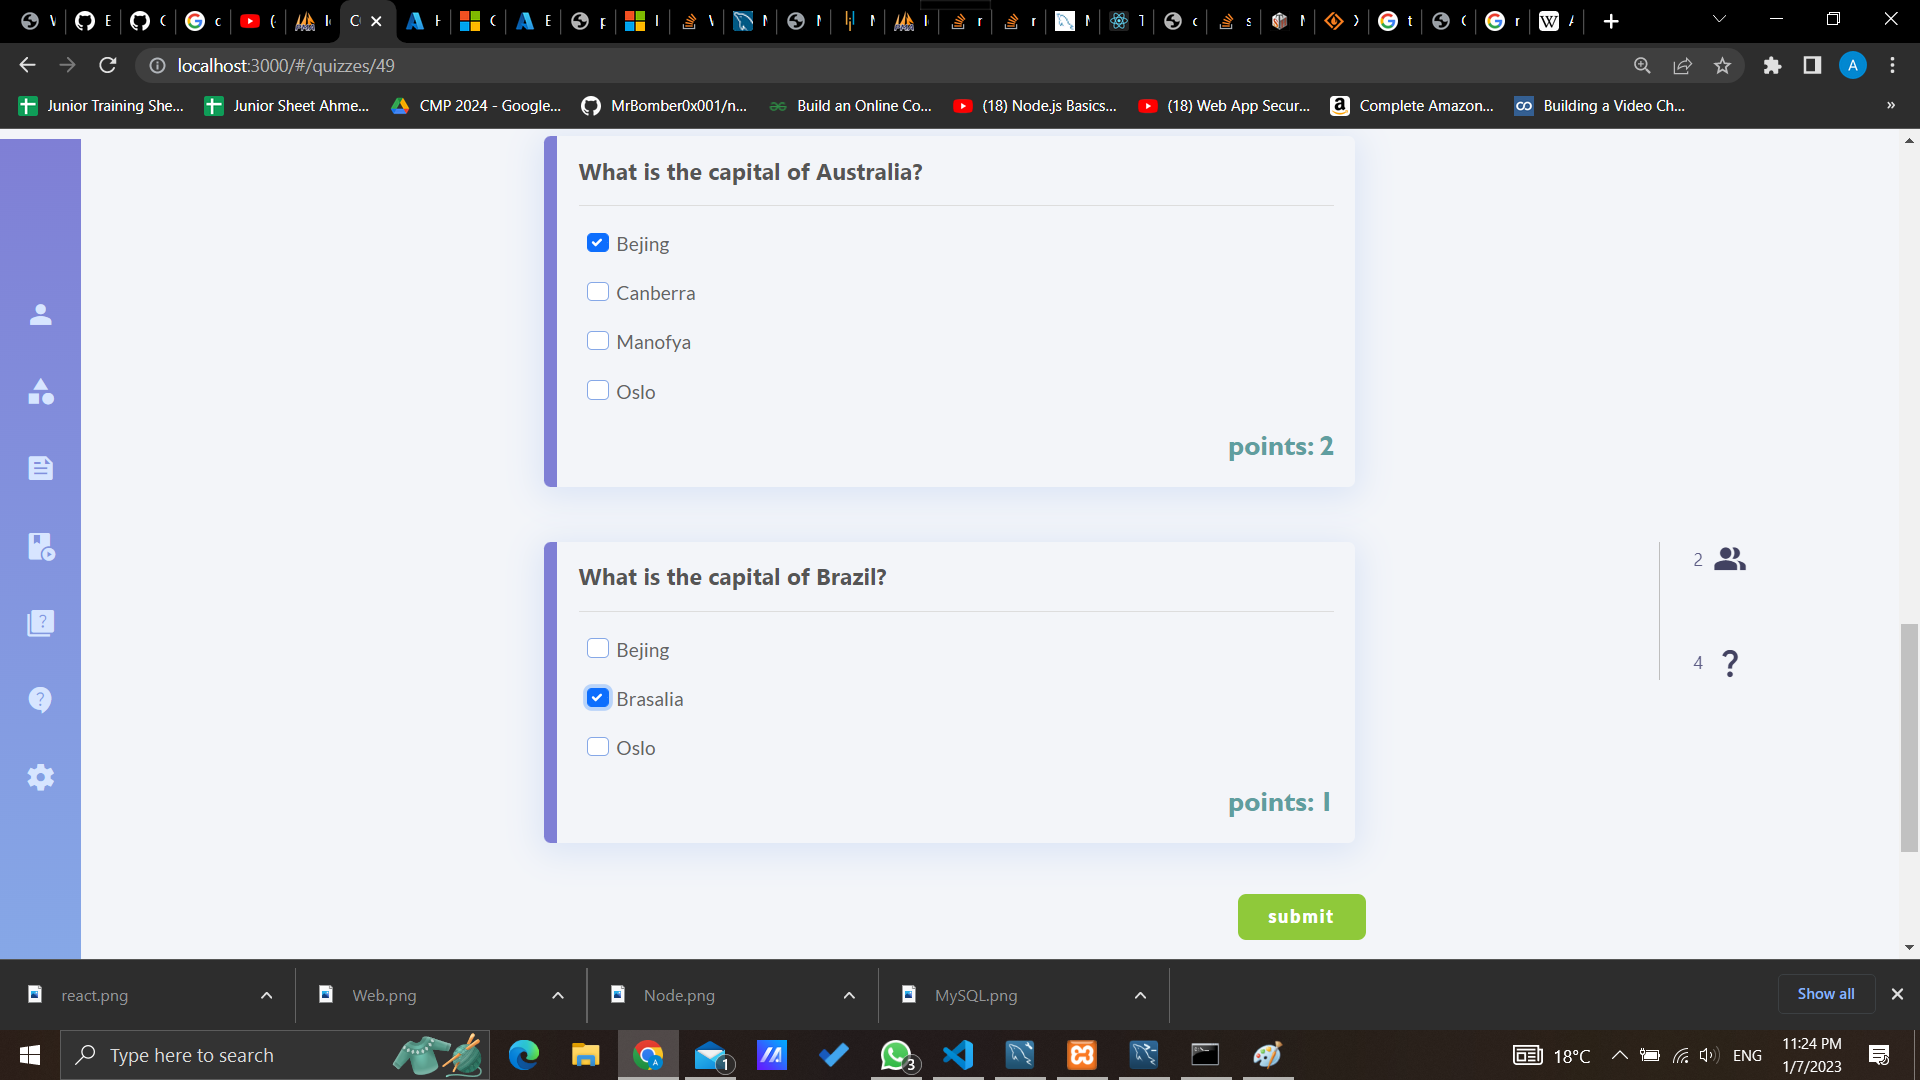 localhost:3000/#/quizzes/49
A
Junior Training She...
Junior Sheet Ahme...
CMP 2024 - Google...
MrBomber0x001/n...
Build an Online Co...
(18) Node.js Basics...
(18) Web App Secur...
Complete Amazon...
Building a Video Ch...
»
What is the capital of Australia?
Bejing
Canberra
Manofya
Oslo
points: 2
What is the capital of Brazil?
2
Bejing
4 ?
Brasalia
Oslo
points: 1
submit
react.png
Web.png
Node.png
MySQL.png
Show all
Type here to search
1
3
18°C
ENG
11:24 PM
1/7/2023